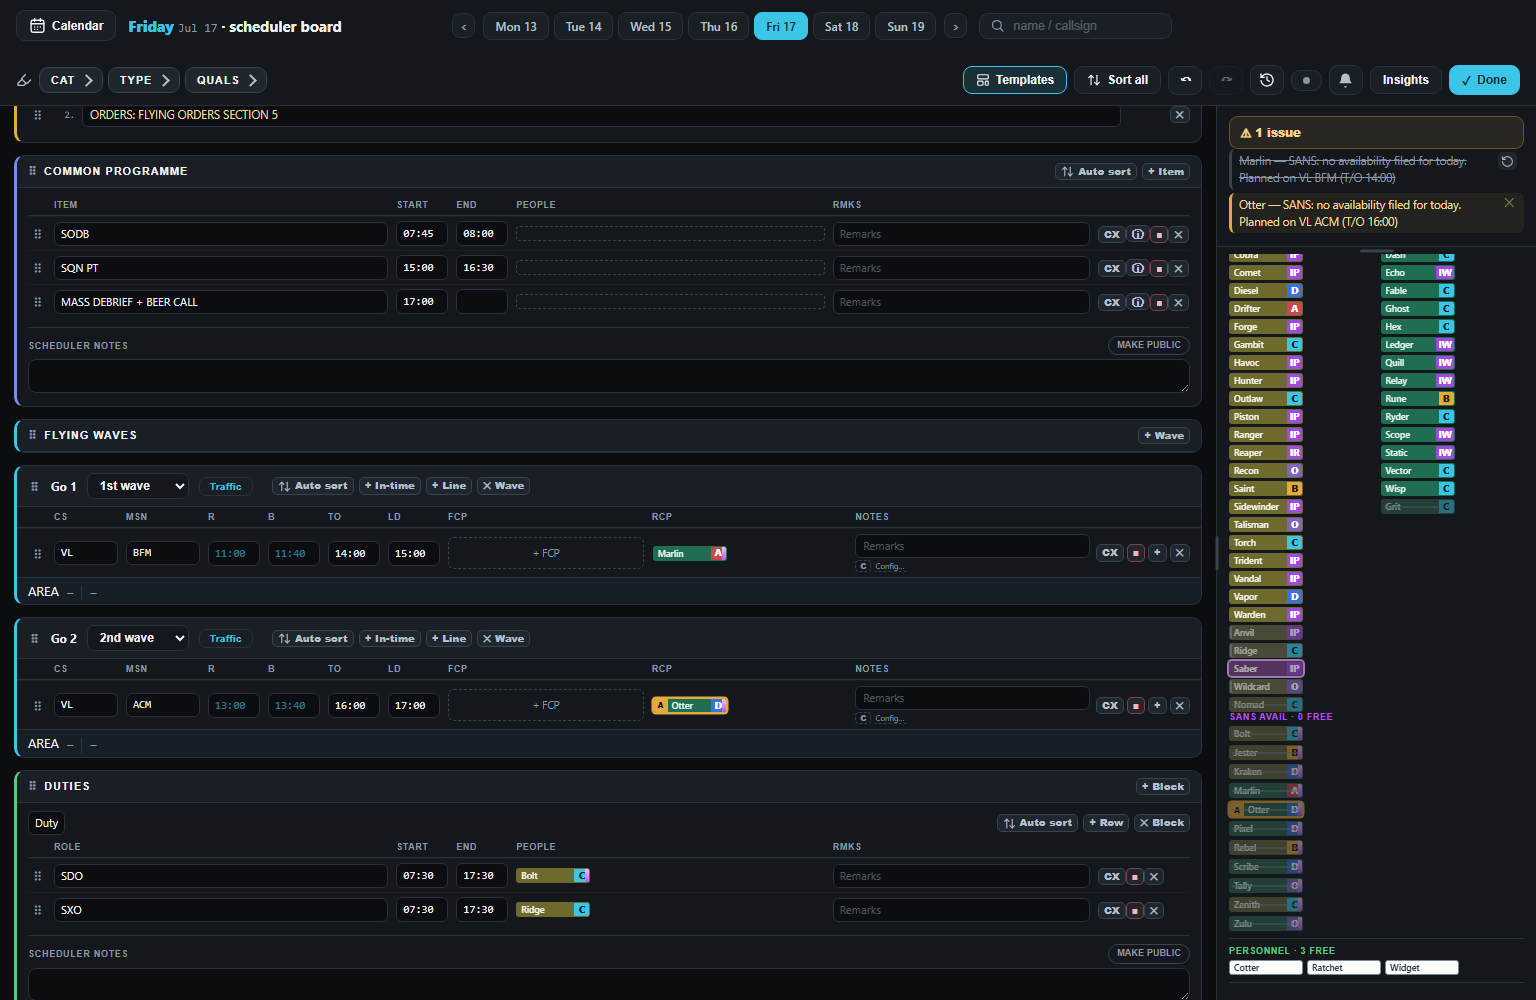 Calendar
Friday Jul 17 · scheduler board
‹ Mon 13 Tue 14 Wed 15 Thu 16 Fri 17 Sat 18 Sun 19 ›
name / callsign
CAT TYPE QUALS
Templates Sort all Insights ✓ Done
2. ORDERS: FLYING ORDERS SECTION 5
COMMON PROGRAMME
Auto sort + Item
ITEM START END PEOPLE RMKS
SODB 07:45 08:00 Remarks CX
SQN PT 15:00 16:30 Remarks CX
MASS DEBRIEF + BEER CALL 17:00 Remarks CX
SCHEDULER NOTES MAKE PUBLIC
FLYING WAVES + Wave
Go 1 1st wave Traffic Auto sort + In-time + Line X Wave
CS MSN R B TO LD FCP RCP NOTES
VL BFM 11:00 11:40 14:00 15:00 + FCP Marlin A Remarks CX
C Config...
AREA – –
Go 2 2nd wave Traffic Auto sort + In-time + Line X Wave
CS MSN R B TO LD FCP RCP NOTES
VL ACM 13:00 13:40 16:00 17:00 + FCP A Otter D Remarks CX
C Config...
AREA – –
DUTIES + Block
Duty Auto sort + Row X Block
ROLE START END PEOPLE RMKS
SDO 07:30 17:30 Bolt C Remarks CX
SXO 07:30 17:30 Ridge C Remarks CX
SCHEDULER NOTES MAKE PUBLIC
⚠ 1 issue
Marlin — SANS: no availability filed for today.
Planned on VL BFM (T/O 14:00)
Otter — SANS: no availability filed for today.
Planned on VL ACM (T/O 16:00)
Cobra IP Dash C
Comet IP Echo IW
Diesel D Fable C
Drifter A Ghost C
Forge IP Hex C
Gambit C Ledger IW
Havoc IP Quill IW
Hunter IP Relay IW
Outlaw C Rune B
Piston IP Ryder C
Ranger IP Scope IW
Reaper IR Static IW
Recon O Vector C
Saint B Wisp C
Sidewinder IP Grit C
Talisman O
Torch C
Trident IP
Vandal IP
Vapor D
Warden IP
Anvil IP
Ridge C
Saber IP
Wildcard O
Nomad C
SANS AVAIL · 0 FREE
Bolt C
Jester B
Kraken D
Marlin A
A Otter D
Pixel D
Rebel B
Scribe D
Tally O
Zenith C
Zulu O
PERSONNEL · 3 FREE
Cotter Ratchet Widget